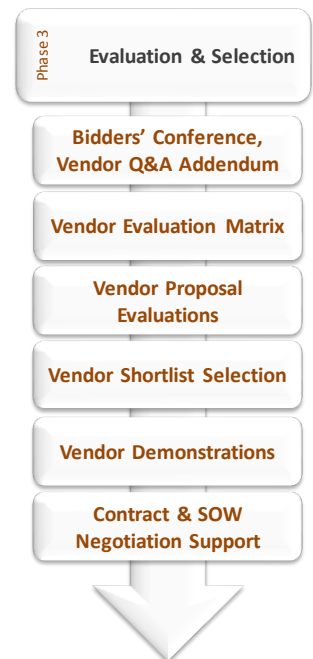 Phase 3
Evaluation & Selection
Bidders’ Conference,
Vendor Q&A Addendum
Vendor Evaluation Matrix
Vendor Proposal
Evaluations
Vendor Shortlist Selection
Vendor Demonstrations
Contract & SOW
Negotiation Support